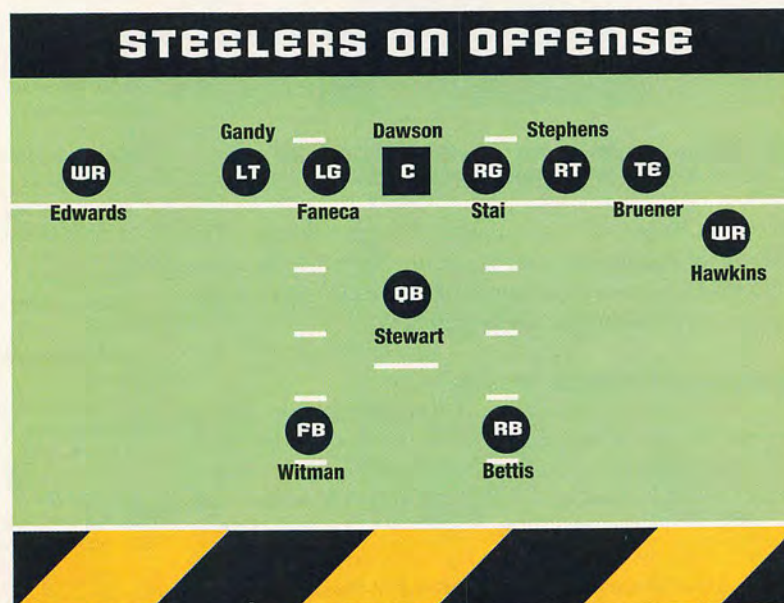 STEELERS ON OFFENSE
Gandy Dawson Stephens
WR LT LG C RG RT TE
Edwards Faneca Stai Bruener
WR
Hawkins
QB
Stewart
FB RB
Witman Bettis